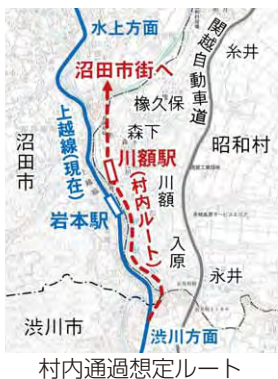 水上方面
関越自動車道
糸井
沼田市街へ
橡久保
森下
上越線(現在)
沼田市
川額駅
(村内ルート)
川額
昭和村
岩本駅
入原
永井
渋川市
渋川方面
村内通過想定ルート